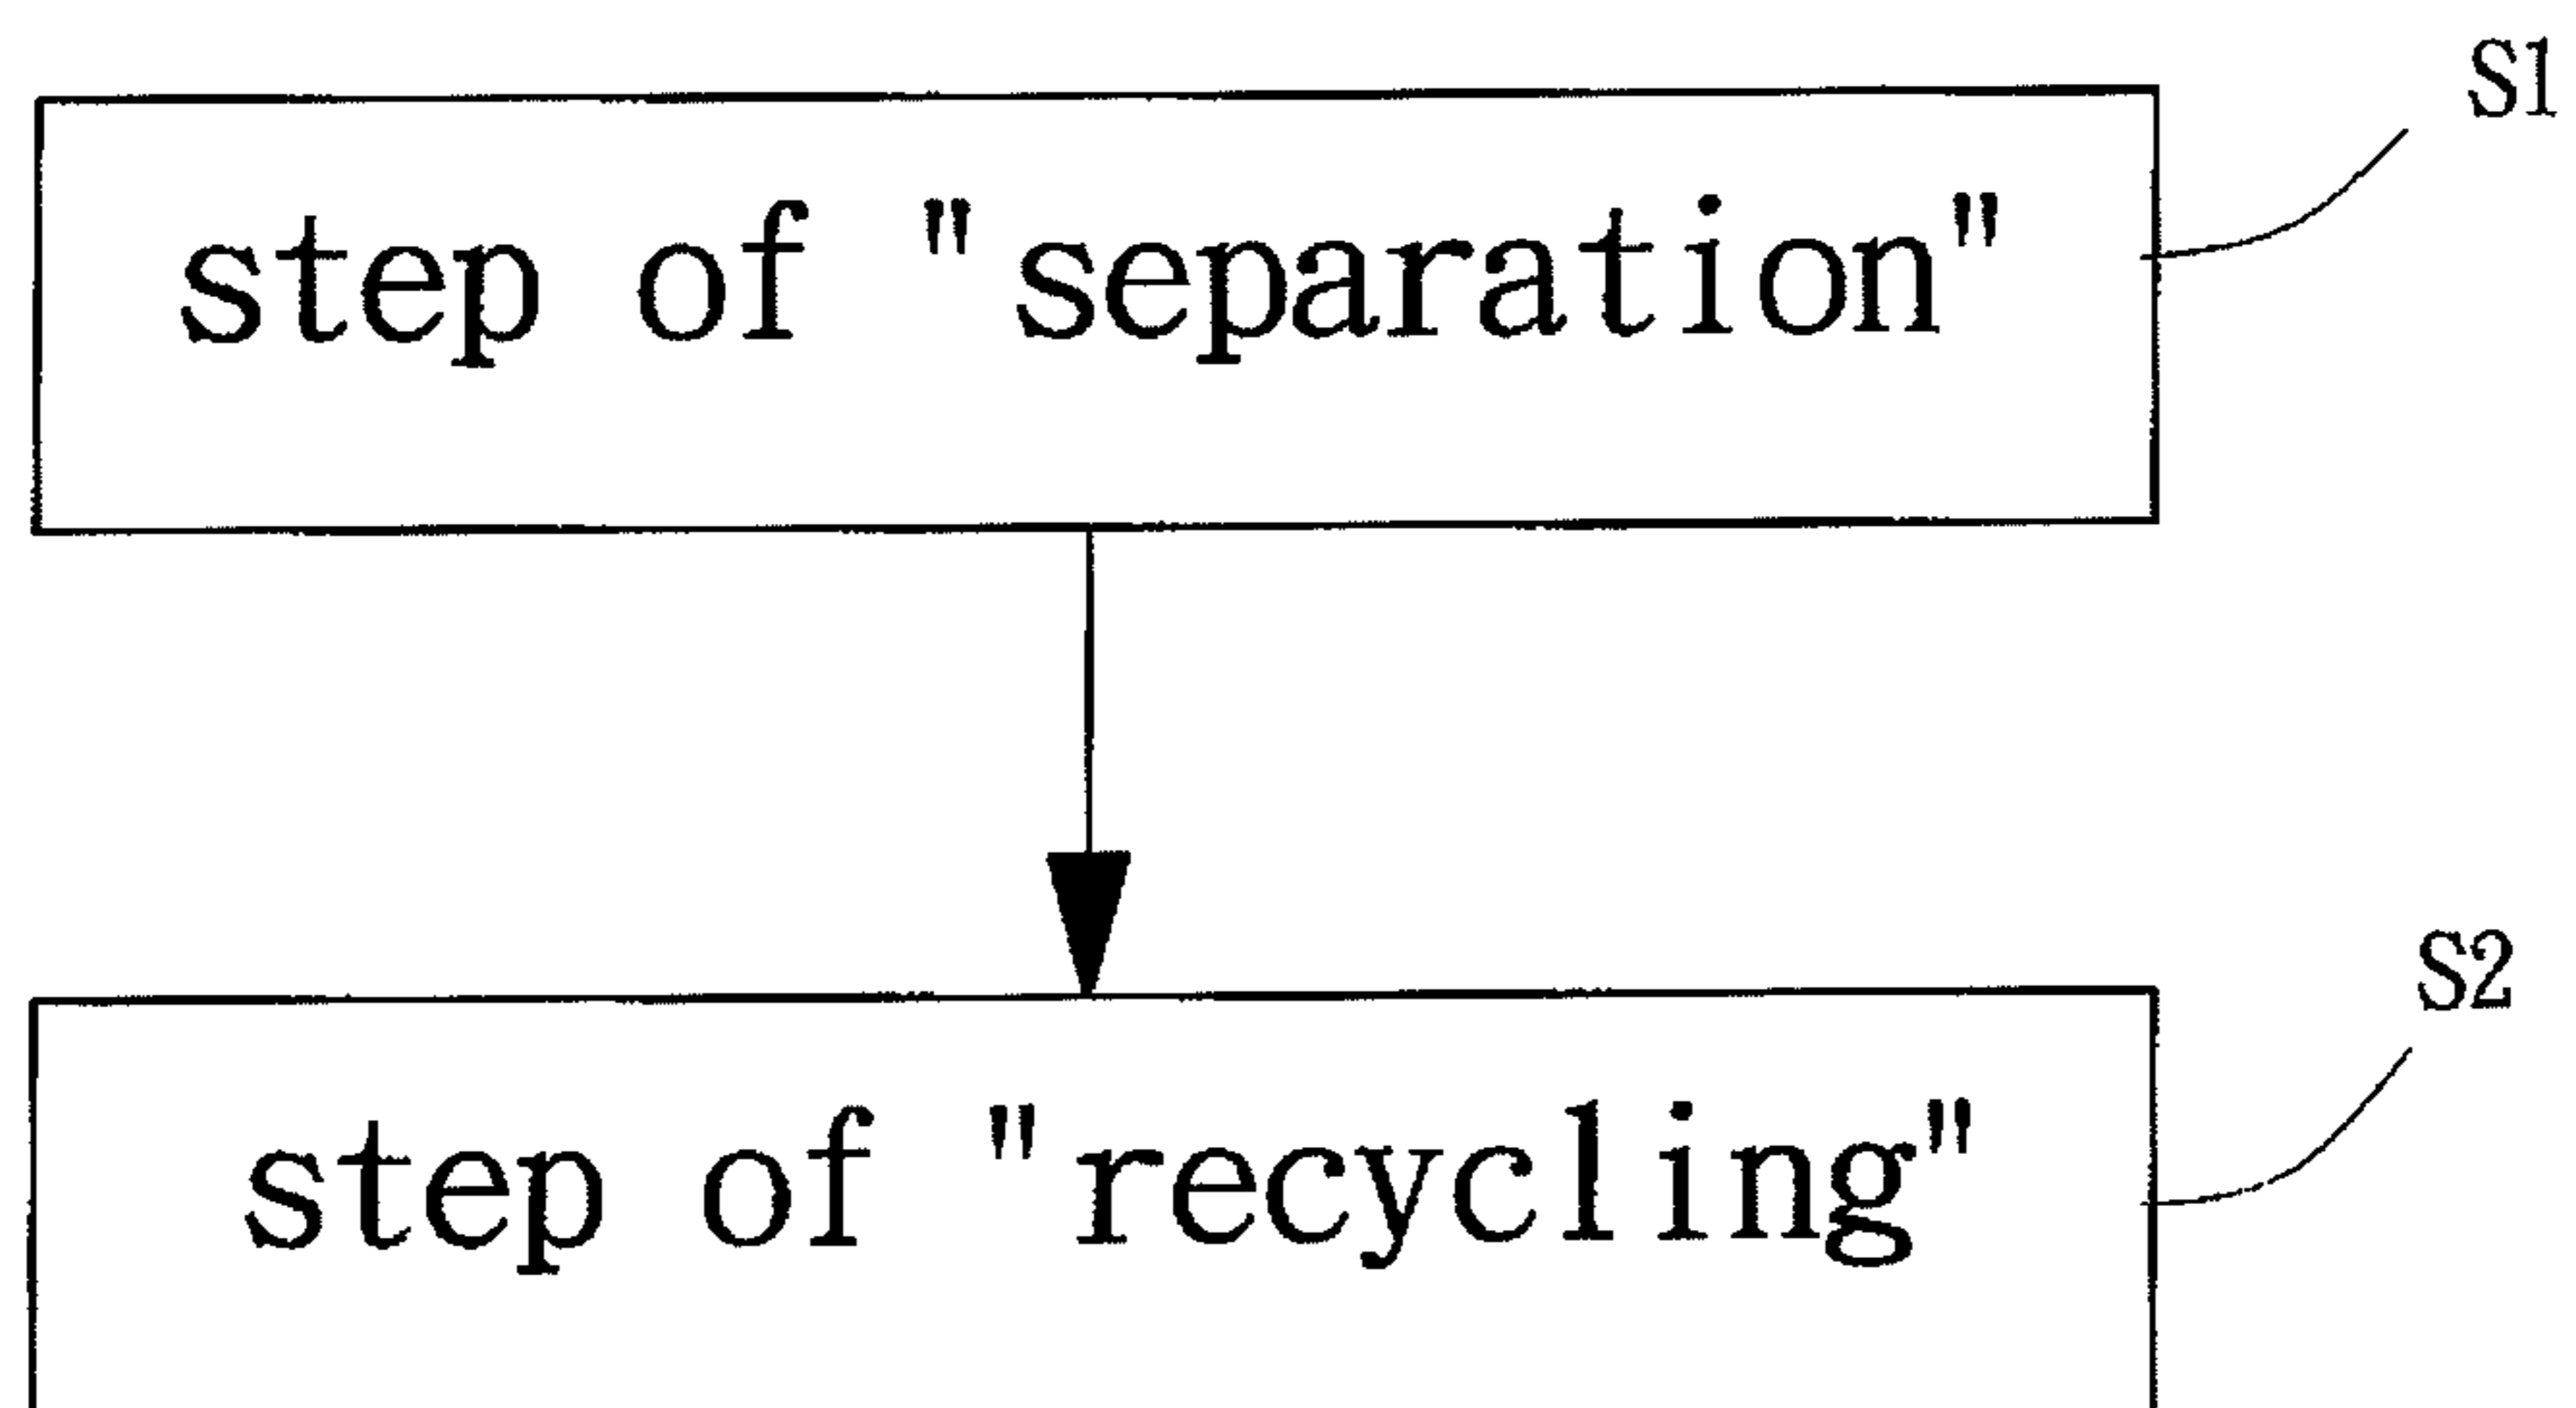 S1
step of "separation"
S2
step of "recycling"